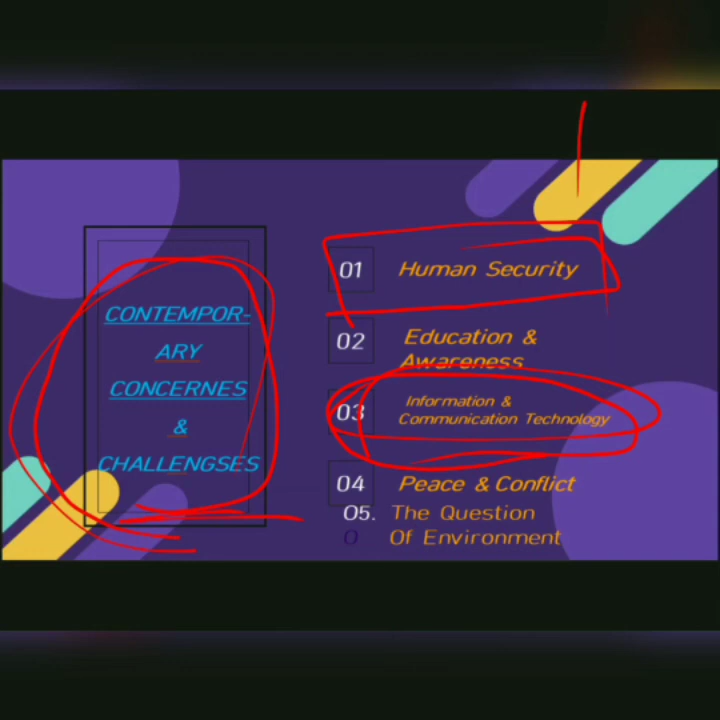 CONTEMPOR-
ARY
CONCERNES
&
CHALLENGSES
01 Human Security
02 Education &
Awareness
03 Information &
Communication Technology
04 Peace & Conflict
05. The Question
O Of Environment